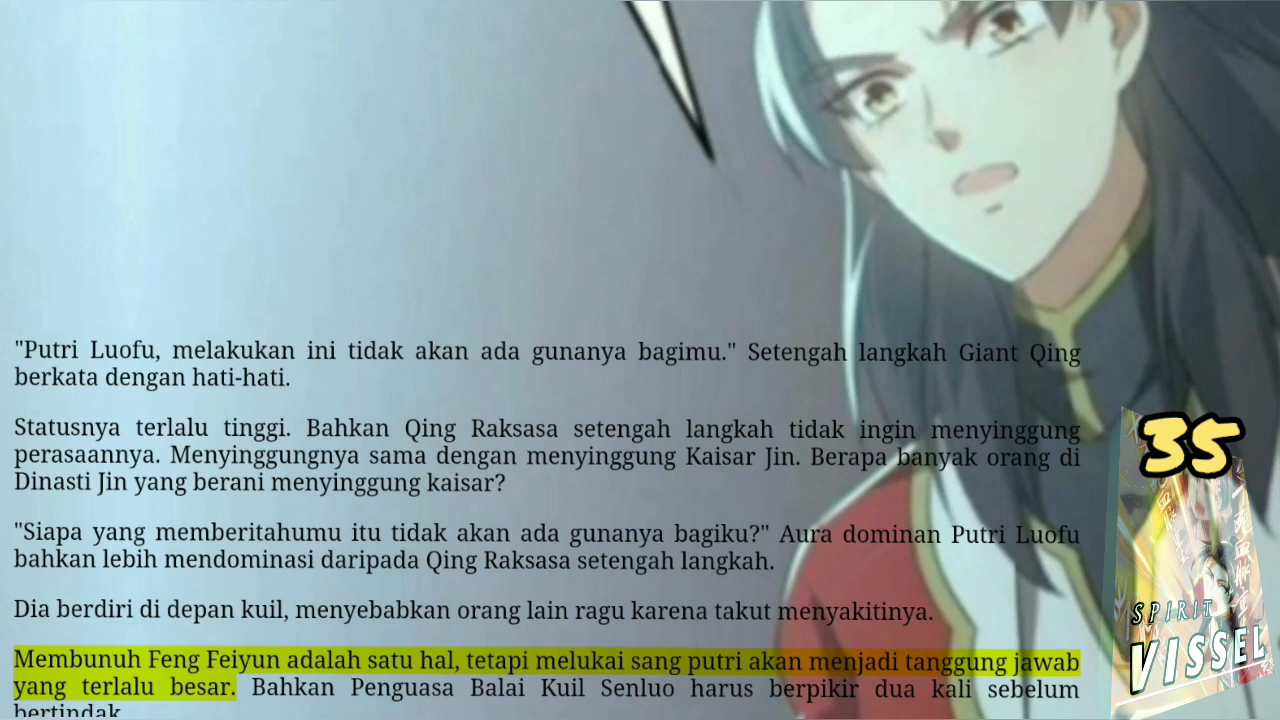 "Putri Luofu, melakukan ini tidak akan ada gunanya bagimu." Setengah langkah Giant Qing
berkata dengan hati-hati.
Statusnya terlalu tinggi. Bahkan Qing Raksasa setengah langkah tidak ingin menyinggung
perasaannya. Menyinggungnya sama dengan menyinggung Kaisar Jin. Berapa banyak orang di
Dinasti Jin yang berani menyinggung kaisar?
"Siapa yang memberitahumu itu tidak akan ada gunanya bagiku?" Aura dominan Putri Luofu
bahkan lebih mendominasi daripada Qing Raksasa setengah langkah.
Dia berdiri di depan kuil, menyebabkan orang lain ragu karena takut menyakitinya.
Membunuh Feng Feiyun adalah satu hal, tetapi melukai sang putri akan menjadi tanggung jawab
yang terlalu besar. Bahkan Penguasa Balai Kuil Senluo harus berpikir dua kali sebelum
bertindak.
35
SPIRIT
VISSEL